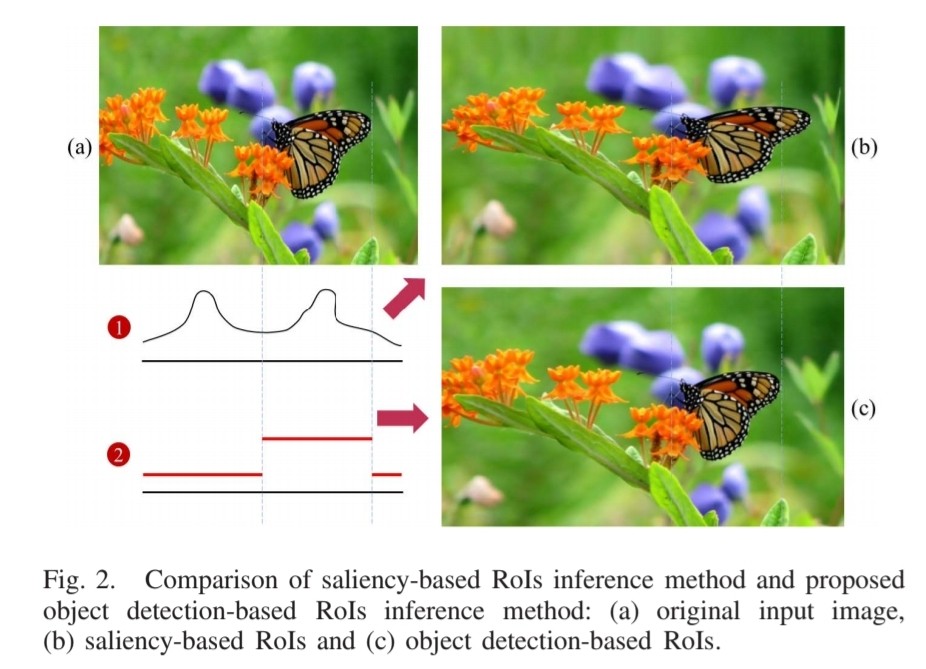 (a)
(b)
1
2
(c)
Fig. 2. Comparison of saliency-based RoIs inference method and proposed
object detection-based RoIs inference method: (a) original input image,
(b) saliency-based RoIs and (c) object detection-based RoIs.